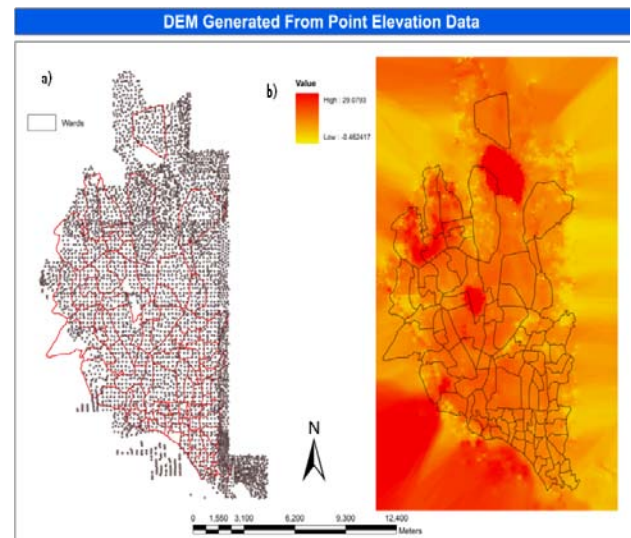 DEM Generated From Point Elevation Data
a)
Wards
b)
Value
High : 29.0793
Low : -0.462417
N
0 1,550 3,100 6,200 9,300 12,400
Meters